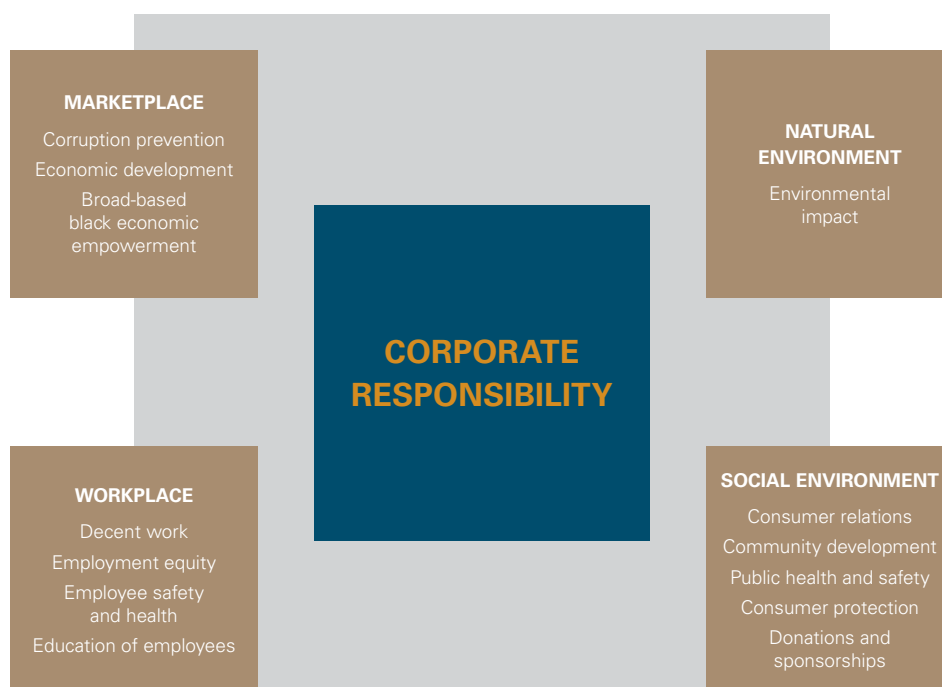 MARKETPLACE
Corruption prevention
Economic development
Broad-based
black economic
empowerment
NATURAL
ENVIRONMENT
Environmental
impact
CORPORATE
RESPONSIBILITY
WORKPLACE
Decent work
Employment equity
Employee safety
and health
Education of employees
SOCIAL ENVIRONMENT
Consumer relations
Community development
Public health and safety
Consumer protection
Donations and
sponsorships